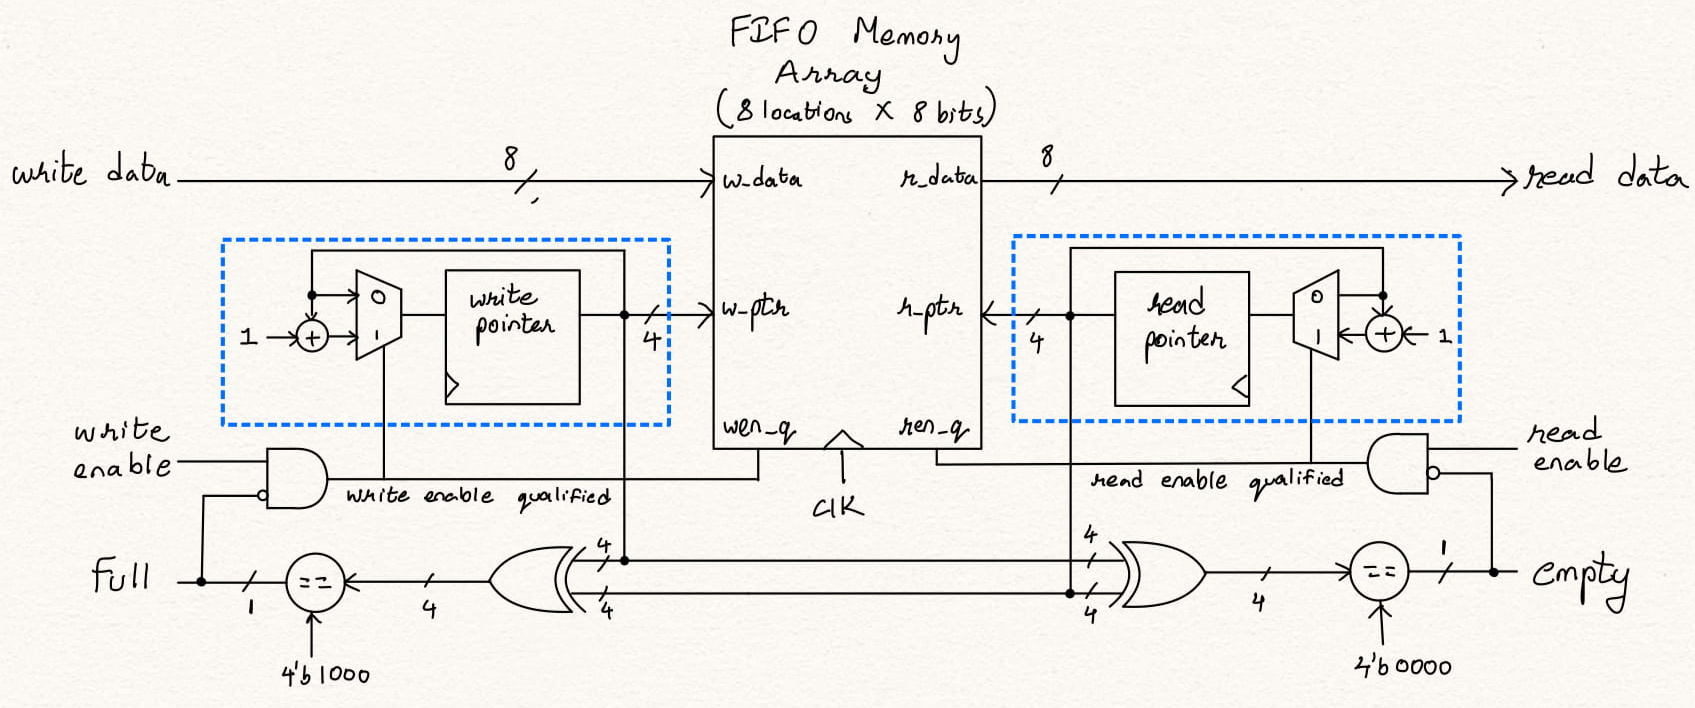 FIFO Memory
Array
(8 locations X 8 bits)
write data
8
w_data
r_data
8
read data
0
1
+
1
write
pointer
4
w_ptr
r_ptr
4
read
pointer
0
1
+
1
write
enable
wen_q
ren_q
read
enable
write enable qualified
clk
read enable qualified
full
1
==
4
4
4
4
4
4
==
1
empty
4'b1000
4'b0000